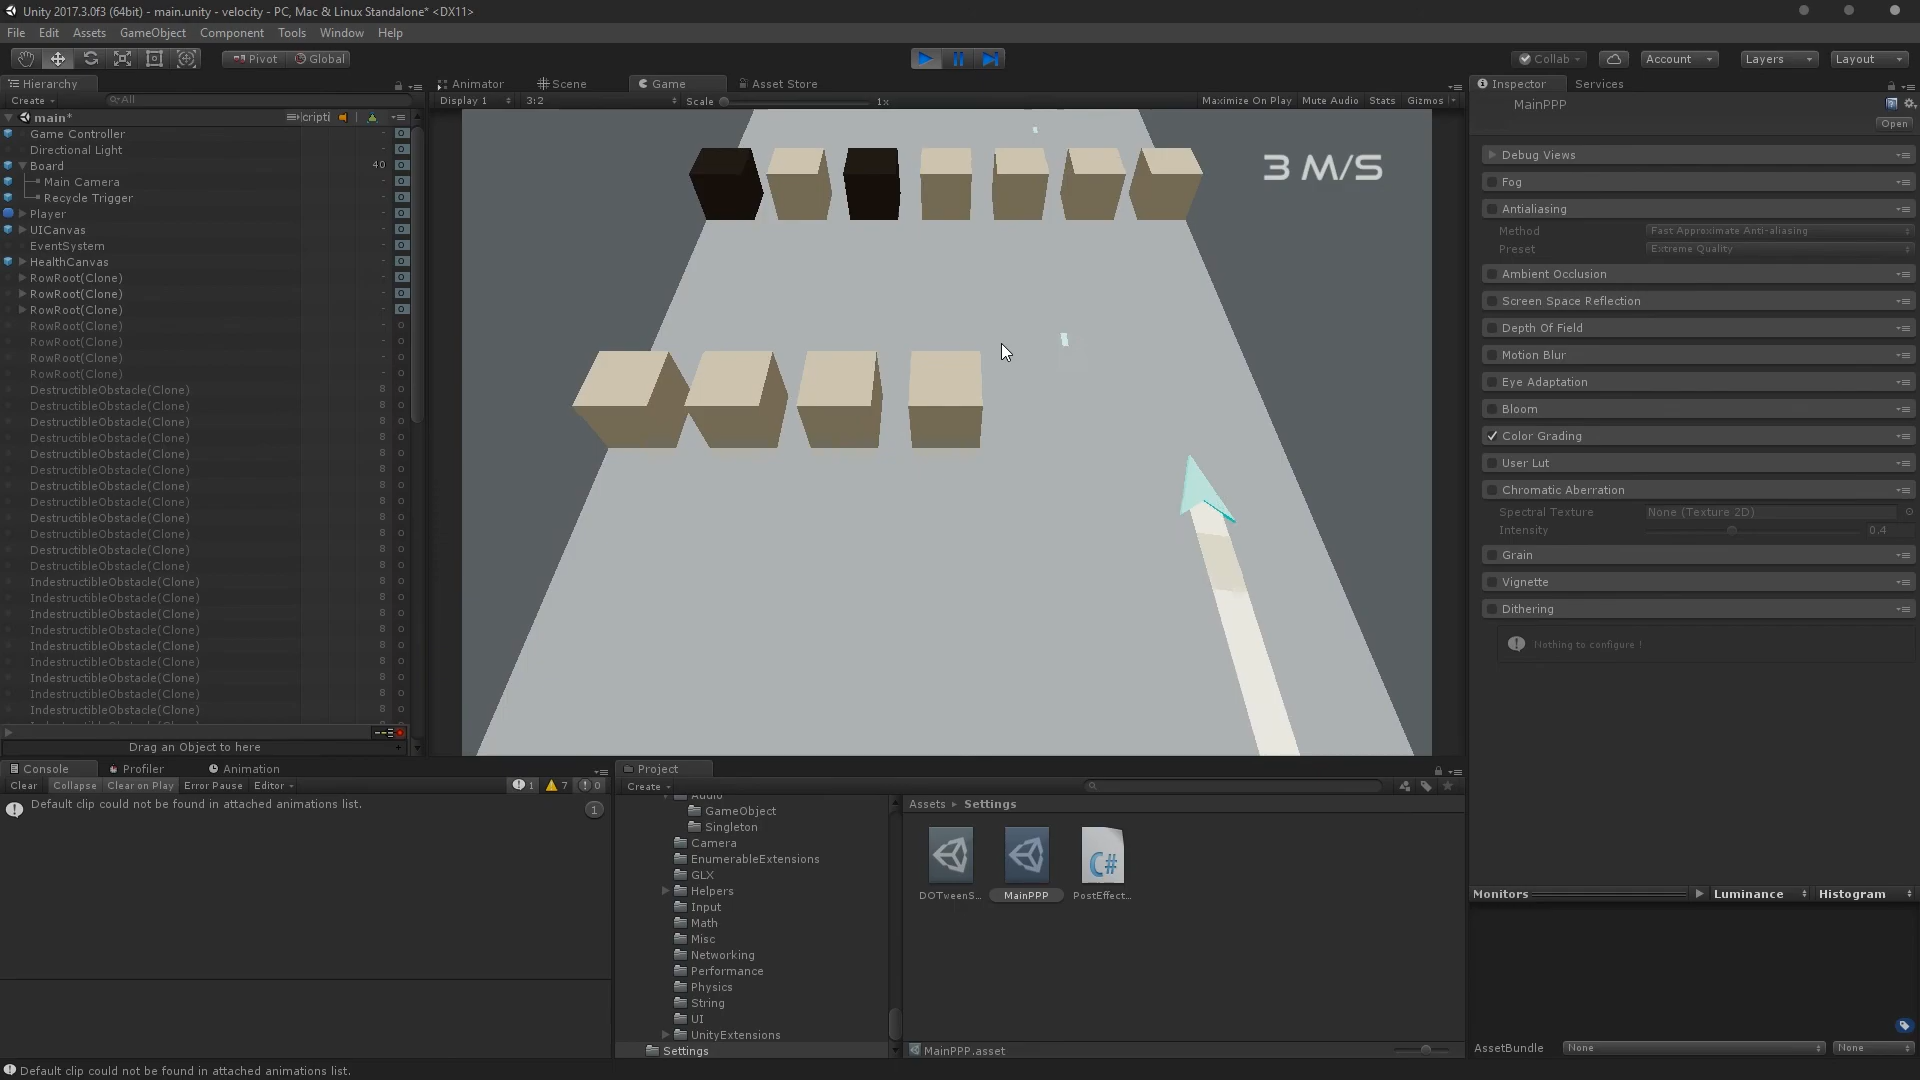 Unity 2017.3.0f3 (64bit) - main.unity - velocity - PC, Mac & Linux Standalone* <DX11>
File Edit Assets GameObject Component Tools Window Help
Pivot Global Collab Account Layers Layout
Hierarchy
Create All
main*
Game Controller
Directional Light
Board 40
Main Camera
Recycle Trigger
Player
UICanvas
EventSystem
HealthCanvas
RowRoot(Clone)
RowRoot(Clone)
RowRoot(Clone)
RowRoot(Clone)
RowRoot(Clone)
RowRoot(Clone)
RowRoot(Clone)
DestructibleObstacle(Clone)
DestructibleObstacle(Clone)
DestructibleObstacle(Clone)
DestructibleObstacle(Clone)
DestructibleObstacle(Clone)
DestructibleObstacle(Clone)
DestructibleObstacle(Clone)
DestructibleObstacle(Clone)
DestructibleObstacle(Clone)
DestructibleObstacle(Clone)
DestructibleObstacle(Clone)
DestructibleObstacle(Clone)
IndestructibleObstacle(Clone)
IndestructibleObstacle(Clone)
IndestructibleObstacle(Clone)
IndestructibleObstacle(Clone)
IndestructibleObstacle(Clone)
IndestructibleObstacle(Clone)
IndestructibleObstacle(Clone)
IndestructibleObstacle(Clone)
IndestructibleObstacle(Clone)
Drag an Object to here
Animator Scene Game Asset Store
Display 1 3:2 Scale 1x Maximize On Play Mute Audio Stats Gizmos
3 M/S
Inspector Services
MainPPP
Open
Debug Views
Fog
Antialiasing
Method Fast Approximate Anti-aliasing
Preset Extreme Quality
Ambient Occlusion
Screen Space Reflection
Depth Of Field
Motion Blur
Eye Adaptation
Bloom
Color Grading
User Lut
Chromatic Aberration
Spectral Texture None (Texture 2D)
Intensity 0.4
Grain
Vignette
Dithering
Nothing to configure !
Monitors Luminance Histogram
AssetBundle None None
Console Profiler Animation
Clear Collapse Clear on Play Error Pause Editor 1 7 0
Default clip could not be found in attached animations list. 1
Project
Create
Audio
GameObject
Singleton
Camera
EnumerableExtensions
GLX
Helpers
Input
Math
Misc
Networking
Performance
Physics
String
UI
UnityExtensions
Settings
Assets Settings
DOTweenS... MainPPP PostEffect...
C#
MainPPP.asset
Default clip could not be found in attached animations list.